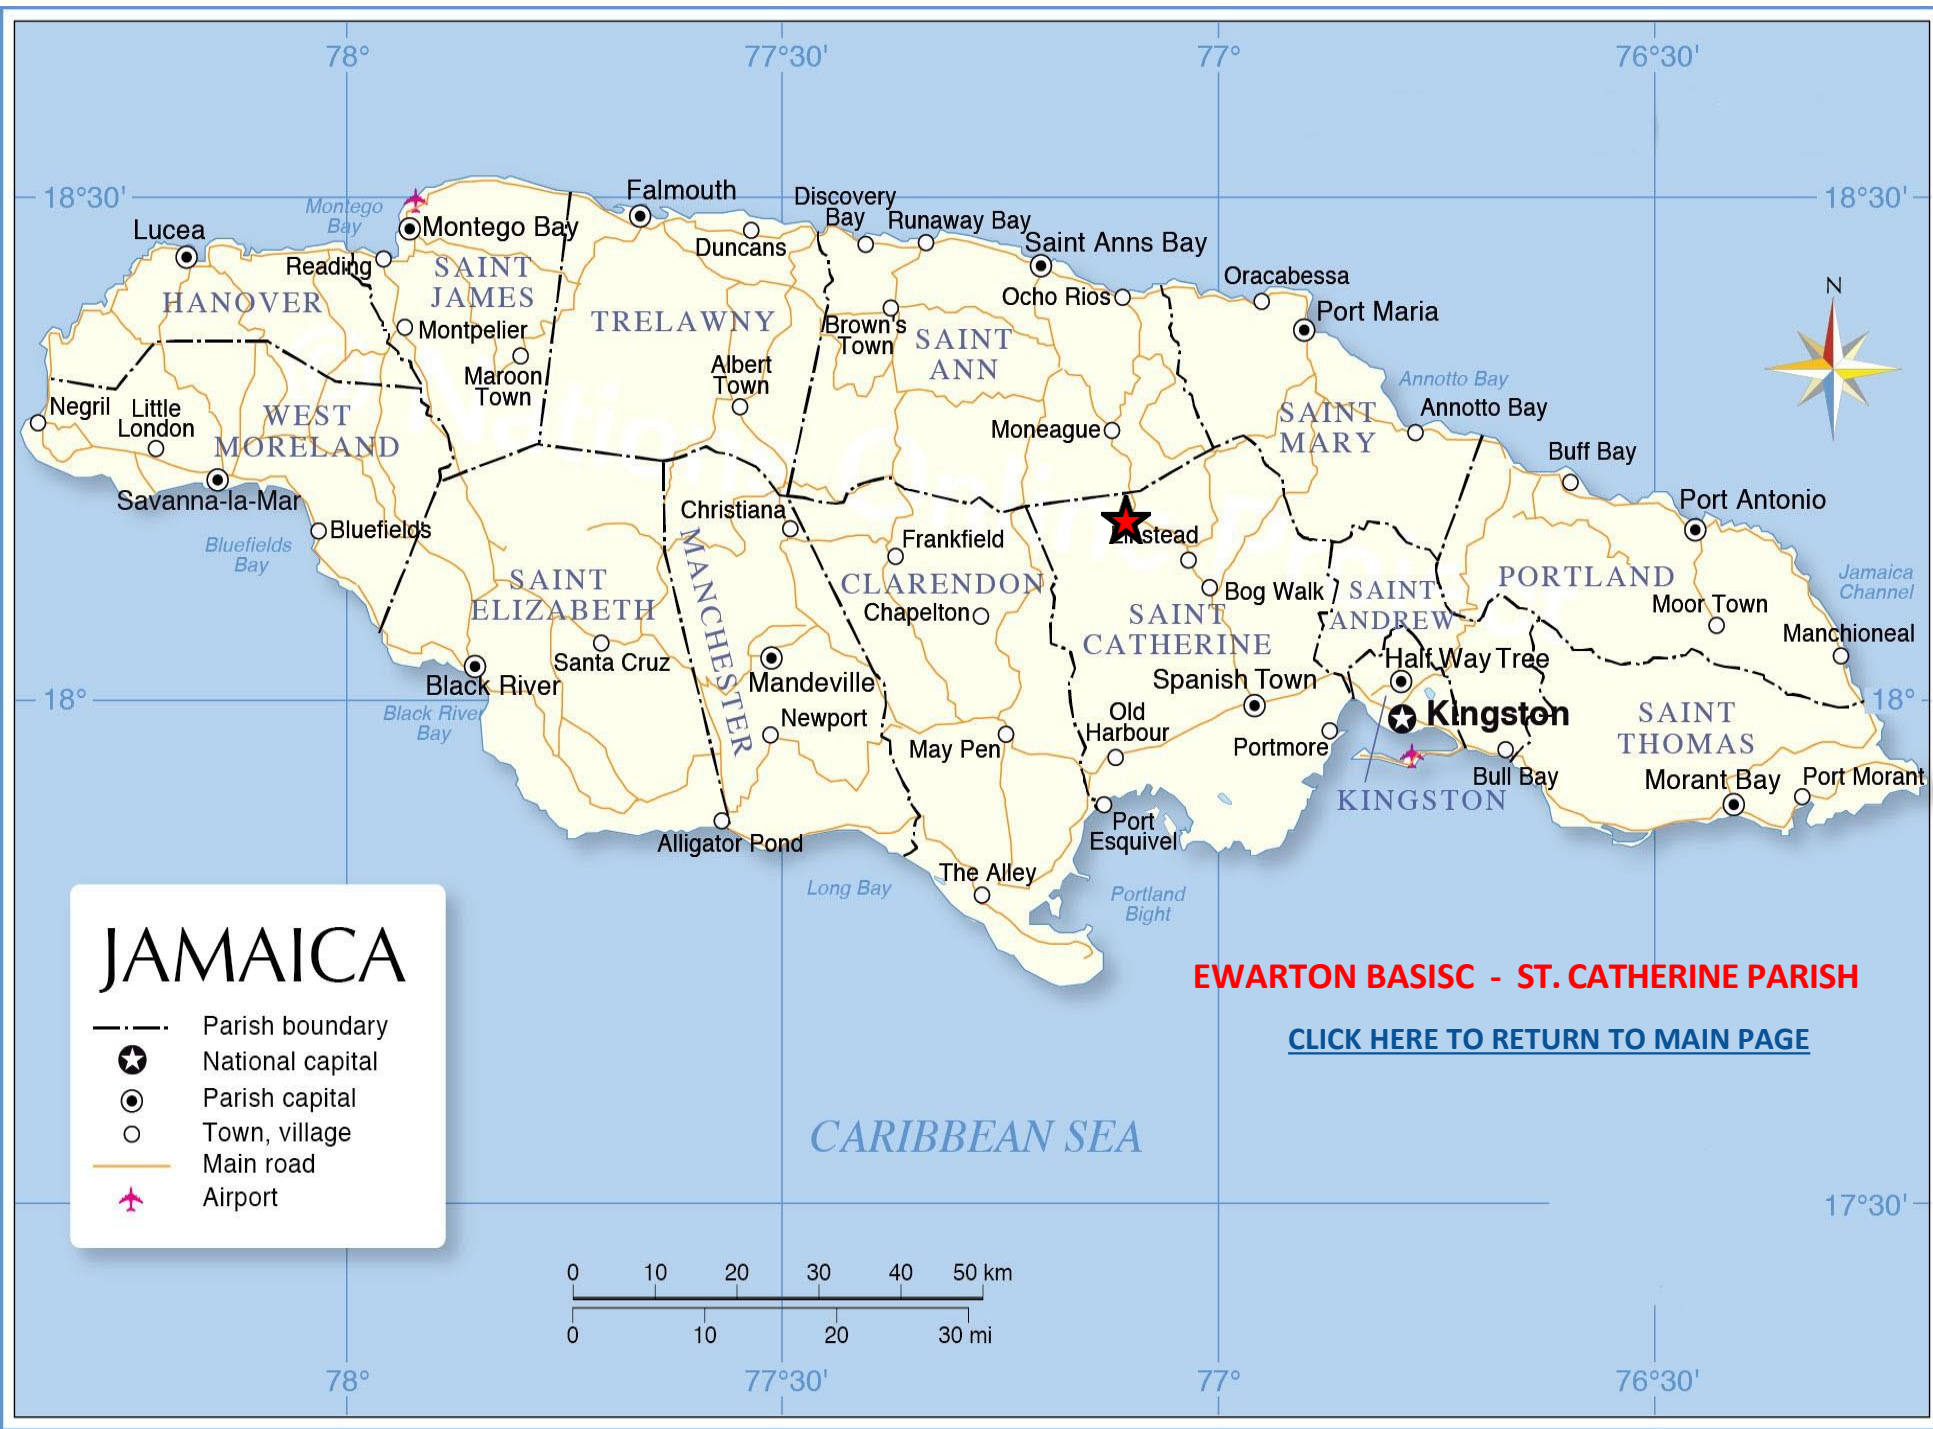 78°
77°30'
77°
76°30'
18°30'
18°30'
Montego
Bay
Lucea
Montego Bay
Falmouth
Discovery
Bay
Runaway Bay
Duncans
Saint Anns Bay
Reading
SAINT
JAMES
HANOVER
Ocho Rios
Oracabessa
Port Maria
N
Montpelier
TRELAWNY
Brown's
Town
SAINT
ANN
Maroon
Town
Albert
Town
Annotto Bay
Annotto Bay
Negril
Little
London
WEST
MORELAND
Moneague
SAINT
MARY
Buff Bay
Savanna-la-Mar
Port Antonio
Christiana
Bluefields
Bluefields
Bay
Frankfield
Linstead
MANCHESTER
SAINT
ELIZABETH
CLARENDON
Chapelton
Bog Walk
SAINT
CATHERINE
SAINT
ANDREW
PORTLAND
Moor Town
Jamaica
Channel
Manchioneal
Santa Cruz
Half Way Tree
Black River
Mandeville
Spanish Town
18°
18°
Black River
Bay
Newport
May Pen
Old
Harbour
Portmore
Kingston
SAINT
THOMAS
Bull Bay
Morant Bay
Port Morant
KINGSTON
Port
Esquivel
Alligator Pond
The Alley
Long Bay
Portland
Bight
JAMAICA
Parish boundary
National capital
Parish capital
Town, village
Main road
Airport
EWARTON BASISC - ST. CATHERINE PARISH
CLICK HERE TO RETURN TO MAIN PAGE
CARIBBEAN SEA
17°30'
0 10 20 30 40 50 km
0 10 20 30 mi
78°
77°30'
77°
76°30'